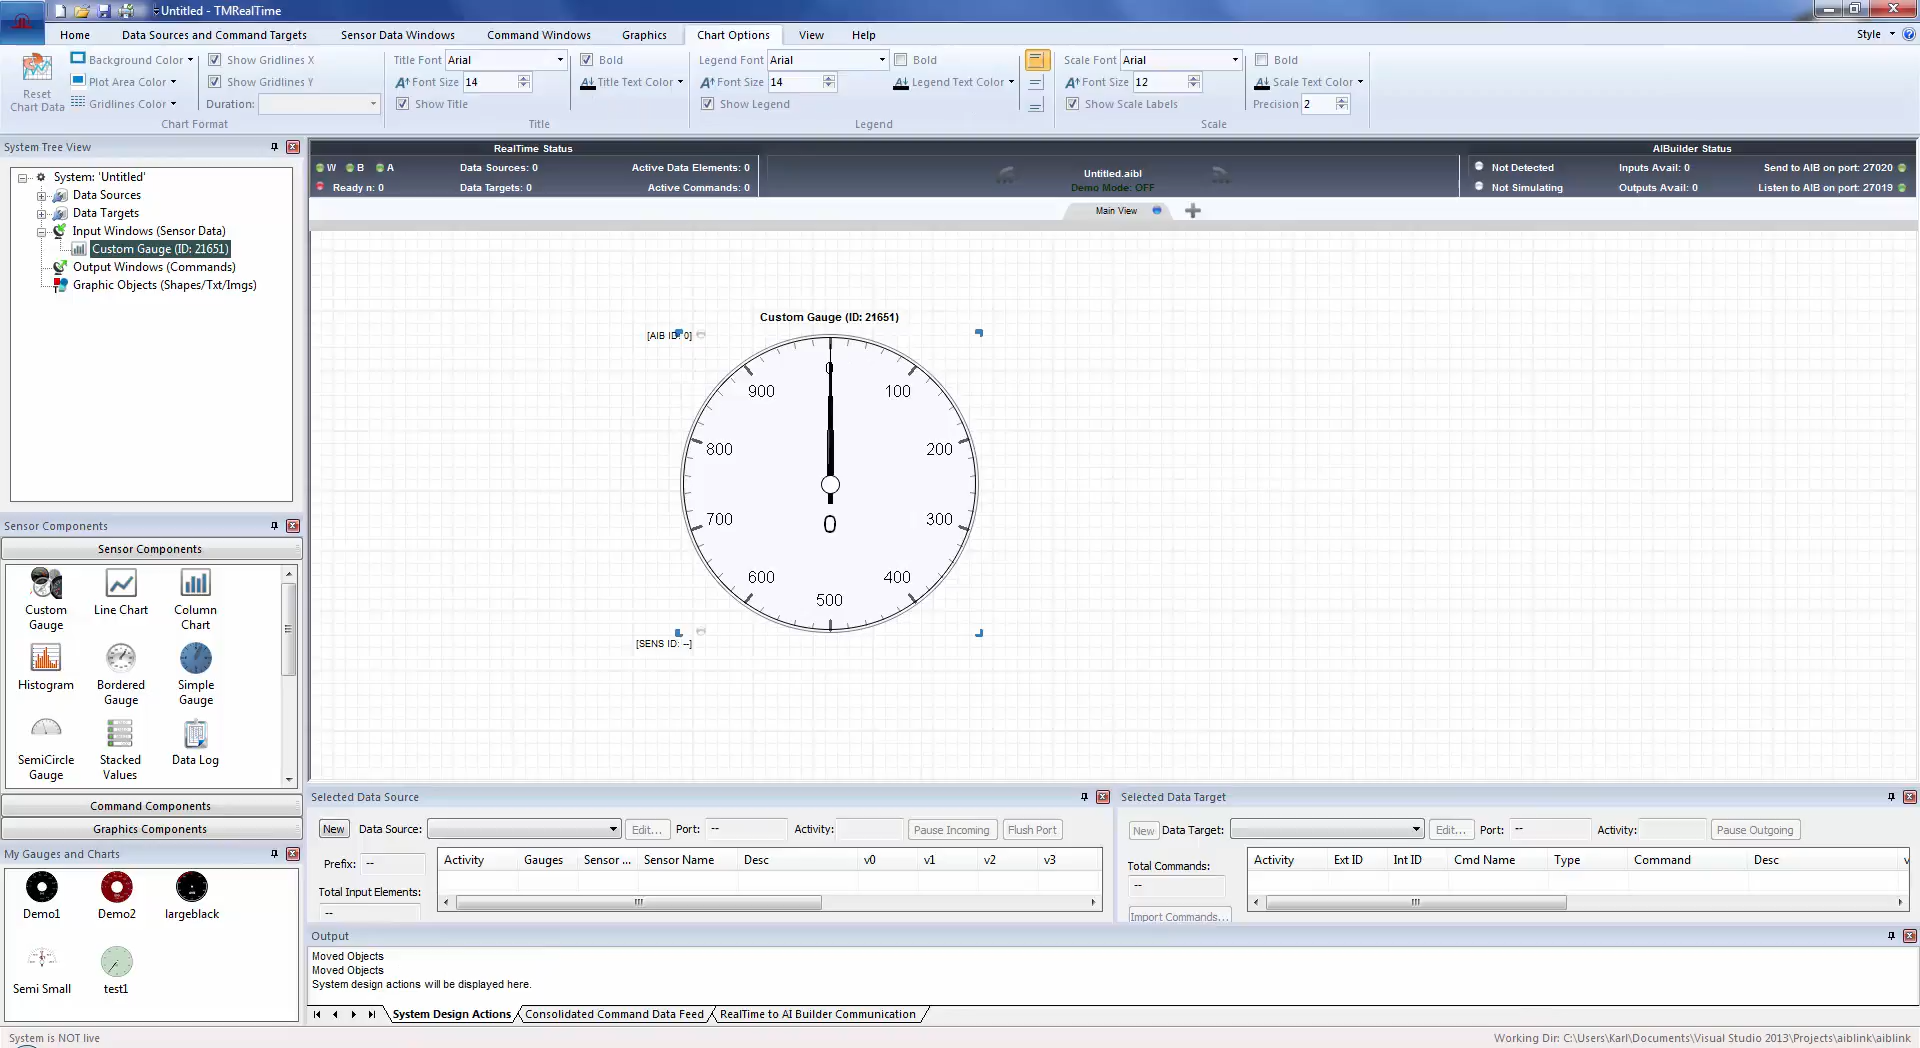 Untitled - TMRealTime
Home Data Sources and Command Targets Sensor Data Windows Command Windows Graphics Chart Options View Help Style
Background Color Show Gridlines X Title Font Arial Bold Legend Font Arial Bold Scale Font Arial Bold
Reset Chart Data
Plot Area Color Show Gridlines Y Font Size 14 Title Text Color Font Size 14 Legend Text Color Font Size 12 Scale Text Color
Gridlines Color Duration: Show Title Show Legend Show Scale Labels Precision 2
Chart Format Title Legend Scale
System Tree View
System: 'Untitled'
Data Sources
Data Targets
Input Windows (Sensor Data)
Custom Gauge (ID: 21651)
Output Windows (Commands)
Graphic Objects (Shapes/Txt/Imgs)
RealTime Status
W B A Data Sources: 0 Active Data Elements: 0
Ready n: 0 Data Targets: 0 Active Commands: 0
Untitled.aibl
Demo Mode: OFF
AIBuilder Status
Not Detected Inputs Avail: 0 Send to AIB on port: 27020
Not Simulating Outputs Avail: 0 Listen to AIB on port: 27019
Main View
Custom Gauge (ID: 21651)
[AIB ID: 0]
0
900 100
800 200
0
700 300
600 400
500
[SENS ID: --]
Sensor Components
Sensor Components
Custom Gauge
Line Chart
Column Chart
Histogram
Bordered Gauge
Simple Gauge
SemiCircle Gauge
Stacked Values
Data Log
Command Components
Graphics Components
My Gauges and Charts
Demo1 Demo2 largeblack
Semi Small test1
Selected Data Source
New Data Source: Edit... Port: -- Activity: Pause Incoming Flush Port
Prefix: --
Activity Gauges Sensor ... Sensor Name Desc v0 v1 v2 v3
Total Input Elements:
--
Selected Data Target
New Data Target: Edit... Port: -- Activity: Pause Outgoing
Total Commands:
--
Import Commands...
Activity Ext ID Int ID Cmd Name Type Command Desc v
Output
Moved Objects
Moved Objects
System design actions will be displayed here.
System Design Actions Consolidated Command Data Feed RealTime to AI Builder Communication
System is NOT live Working Dir: C:\Users\Karl\Documents\Visual Studio 2013\Projects\aiblink\aiblink